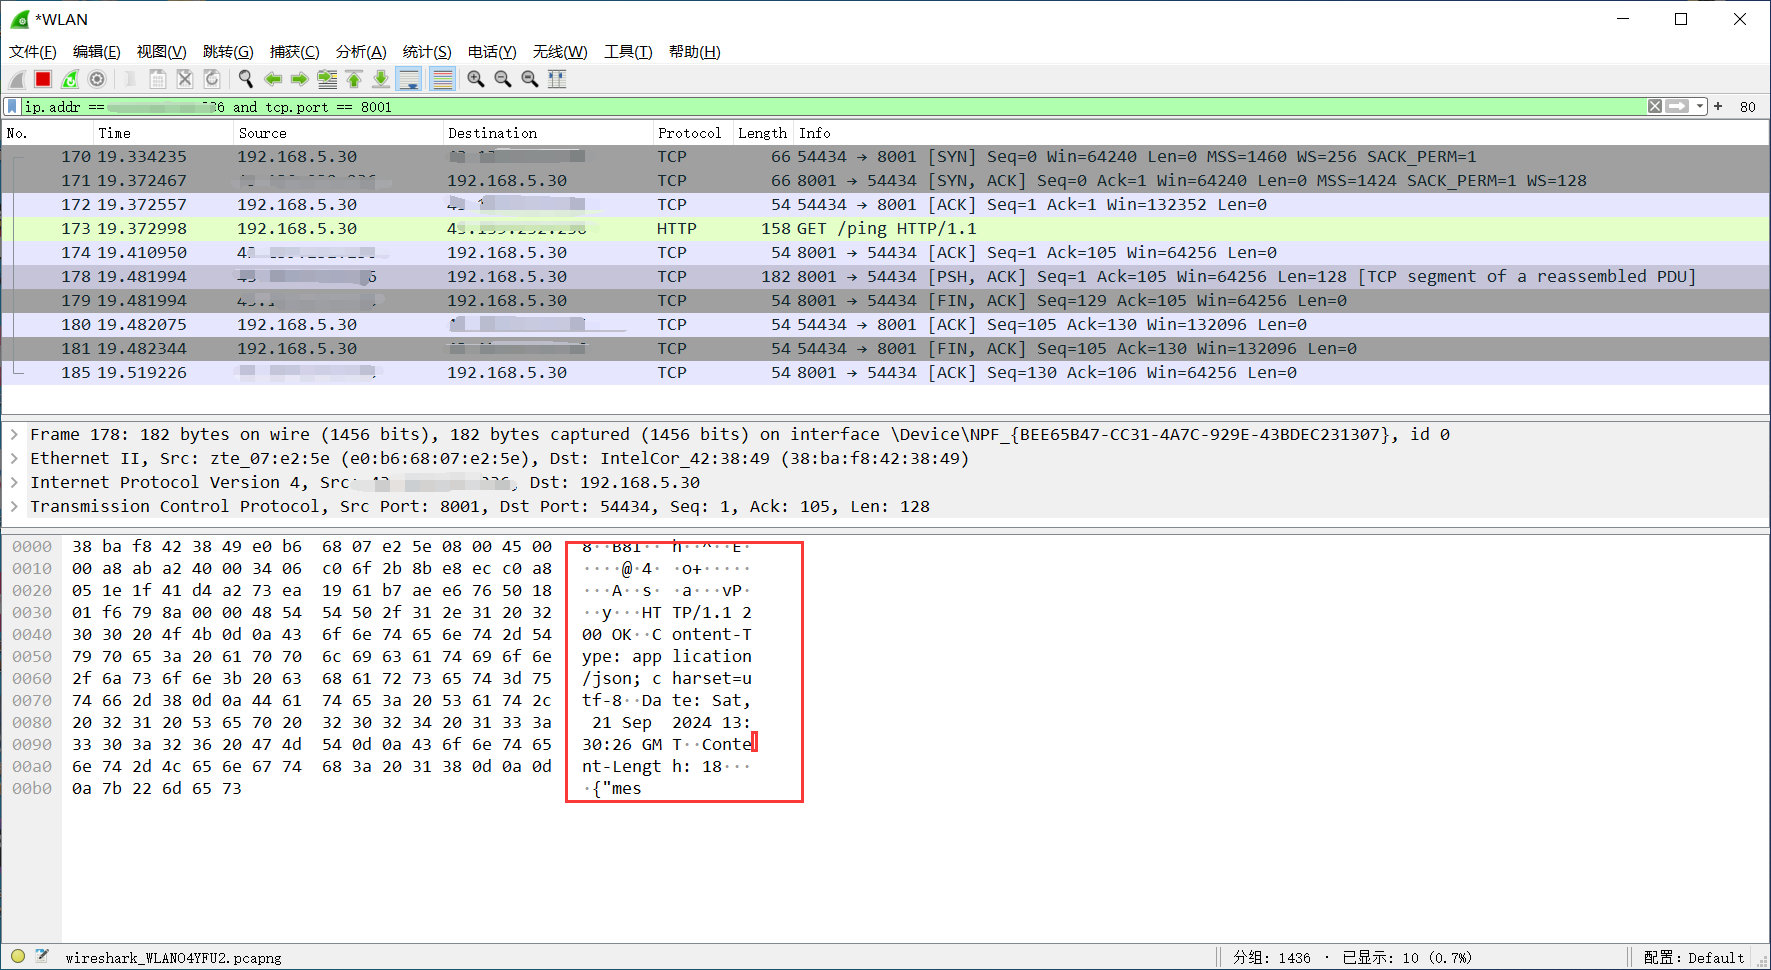 *WLAN
文件(F) 编辑(E) 视图(V) 跳转(G) 捕获(C) 分析(A) 统计(S) 电话(Y) 无线(W) 工具(T) 帮助(H)
ip.addr == 36 and tcp.port == 8001 + 80
No. Time Source Destination Protocol Length Info
170 19.334235 192.168.5.30 TCP 66 54434 → 8001 [SYN] Seq=0 Win=64240 Len=0 MSS=1460 WS=256 SACK_PERM=1
171 19.372467 192.168.5.30 TCP 66 8001 → 54434 [SYN, ACK] Seq=0 Ack=1 Win=64240 Len=0 MSS=1424 SACK_PERM=1 WS=128
172 19.372557 192.168.5.30 TCP 54 54434 → 8001 [ACK] Seq=1 Ack=1 Win=132352 Len=0
173 19.372998 192.168.5.30 HTTP 158 GET /ping HTTP/1.1
174 19.410950 192.168.5.30 TCP 54 8001 → 54434 [ACK] Seq=1 Ack=105 Win=64256 Len=0
178 19.481994 192.168.5.30 TCP 182 8001 → 54434 [PSH, ACK] Seq=1 Ack=105 Win=64256 Len=128 [TCP segment of a reassembled PDU]
179 19.481994 192.168.5.30 TCP 54 8001 → 54434 [FIN, ACK] Seq=129 Ack=105 Win=64256 Len=0
180 19.482075 192.168.5.30 TCP 54 54434 → 8001 [ACK] Seq=105 Ack=130 Win=132096 Len=0
181 19.482344 192.168.5.30 TCP 54 54434 → 8001 [FIN, ACK] Seq=105 Ack=130 Win=132096 Len=0
185 19.519226 192.168.5.30 TCP 54 8001 → 54434 [ACK] Seq=130 Ack=106 Win=64256 Len=0
Frame 178: 182 bytes on wire (1456 bits), 182 bytes captured (1456 bits) on interface \Device\NPF_{BEE65B47-CC31-4A7C-929E-43BDEC231307}, id 0
Ethernet II, Src: zte_07:e2:5e (e0:b6:68:07:e2:5e), Dst: IntelCor_42:38:49 (38:ba:f8:42:38:49)
Internet Protocol Version 4, Src: , Dst: 192.168.5.30
Transmission Control Protocol, Src Port: 8001, Dst Port: 54434, Seq: 1, Ack: 105, Len: 128
0000 38 ba f8 42 38 49 e0 b6 68 07 e2 5e 08 00 45 00 8··B8I·· h··^··E·
0010 00 a8 ab a2 40 00 34 06 c0 6f 2b 8b e8 ec c0 a8 ····@·4· ·o+·····
0020 05 1e 1f 41 d4 a2 73 ea 19 61 b7 ae e6 76 50 18 ···A··s· ·a···vP·
0030 01 f6 79 8a 00 00 48 54 54 50 2f 31 2e 31 20 32 ··y···HT TP/1.1 2
0040 30 30 20 4f 4b 0d 0a 43 6f 6e 74 65 6e 74 2d 54 00 OK··C ontent-T
0050 79 70 65 3a 20 61 70 70 6c 69 63 61 74 69 6f 6e ype: app lication
0060 2f 6a 73 6f 6e 3b 20 63 68 61 72 73 65 74 3d 75 /json; c harset=u
0070 74 66 2d 38 0d 0a 44 61 74 65 3a 20 53 61 74 2c tf-8··Da te: Sat,
0080 20 32 31 20 53 65 70 20 32 30 32 34 20 31 33 3a 21 Sep 2024 13:
0090 33 30 3a 32 36 20 47 4d 54 0d 0a 43 6f 6e 74 65 30:26 GM T··Conte
00a0 6e 74 2d 4c 65 6e 67 74 68 3a 20 31 38 0d 0a 0d nt-Lengt h: 18···
00b0 0a 7b 22 6d 65 73 ·{"mes
wireshark_WLANO4YFU2.pcapng 分组: 1436 · 已显示: 10 (0.7%) 配置: Default